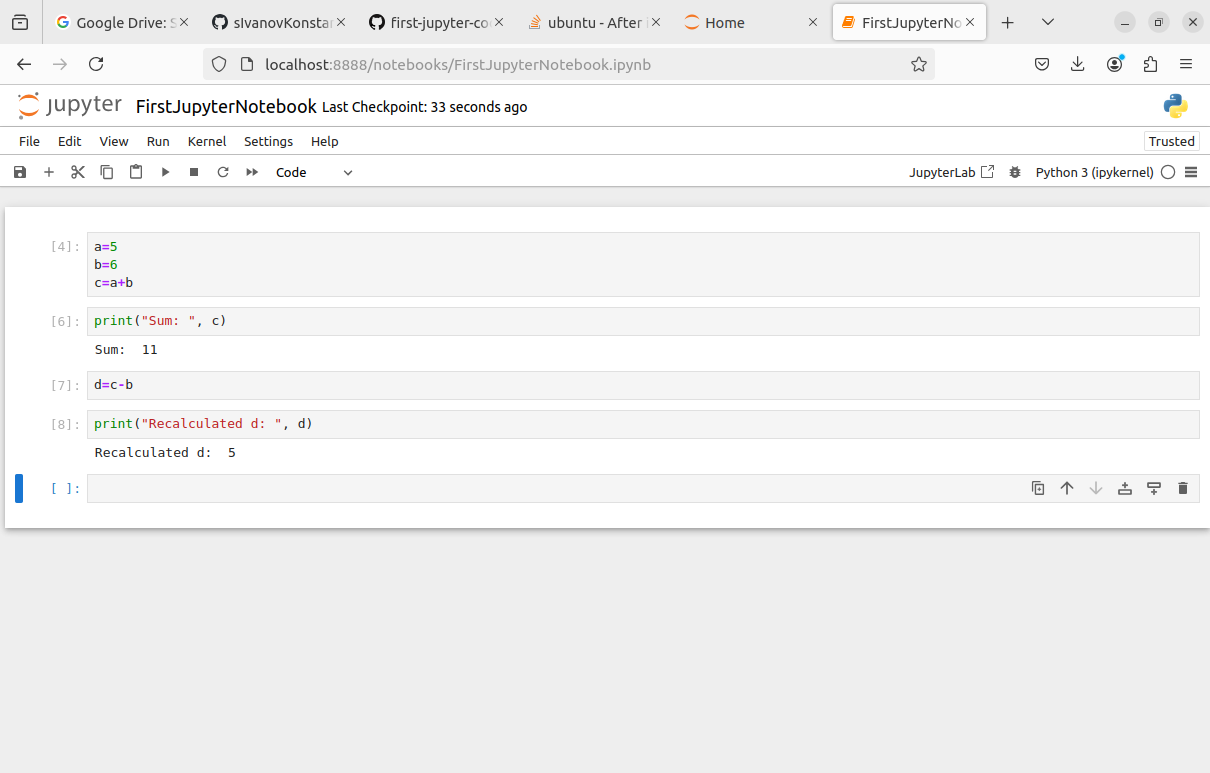 Google Drive: S
sIvanovKonstan
first-jupyter-co
ubuntu - After i
Home
FirstJupyterNo
localhost:8888/notebooks/FirstJupyterNotebook.ipynb
jupyter FirstJupyterNotebook Last Checkpoint: 33 seconds ago
File Edit View Run Kernel Settings Help Trusted
Code JupyterLab Python 3 (ipykernel)
[4]: a=5
b=6
c=a+b
[6]: print("Sum: ", c)
Sum:  11
[7]: d=c-b
[8]: print("Recalculated d: ", d)
Recalculated d:  5
[ ]: